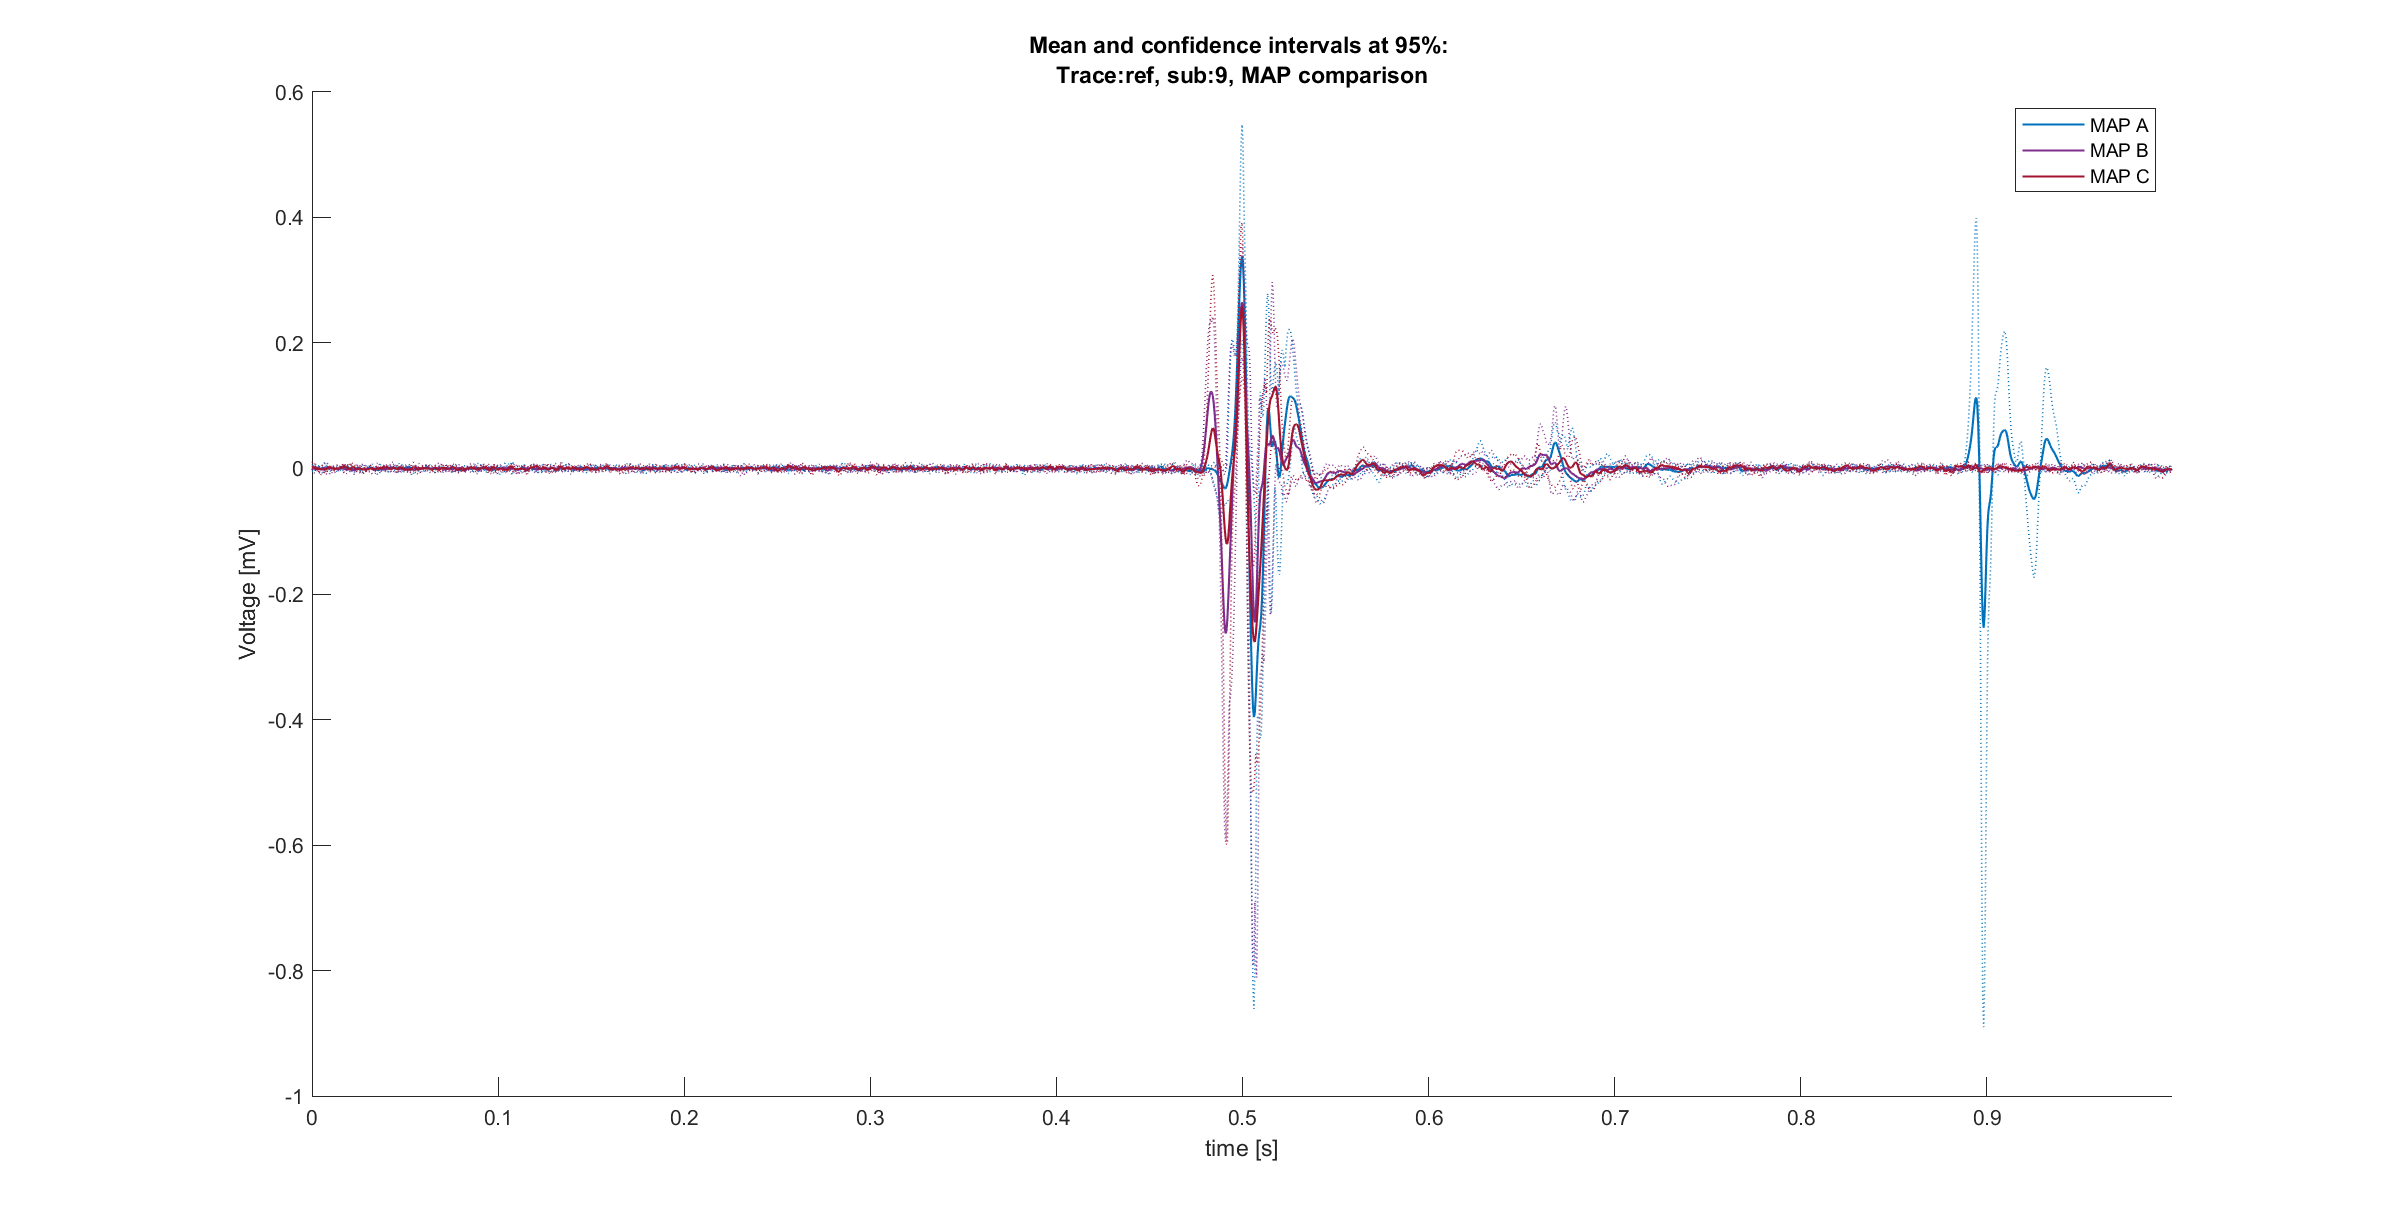 Mean and confidence intervals at 95%:
Trace:ref, sub:9, MAP comparison
MAP A
MAP B
MAP C
Voltage [mV]
0.6
0.4
0.2
0
-0.2
-0.4
-0.6
-0.8
-1
0 0.1 0.2 0.3 0.4 0.5 0.6 0.7 0.8 0.9
time [s]